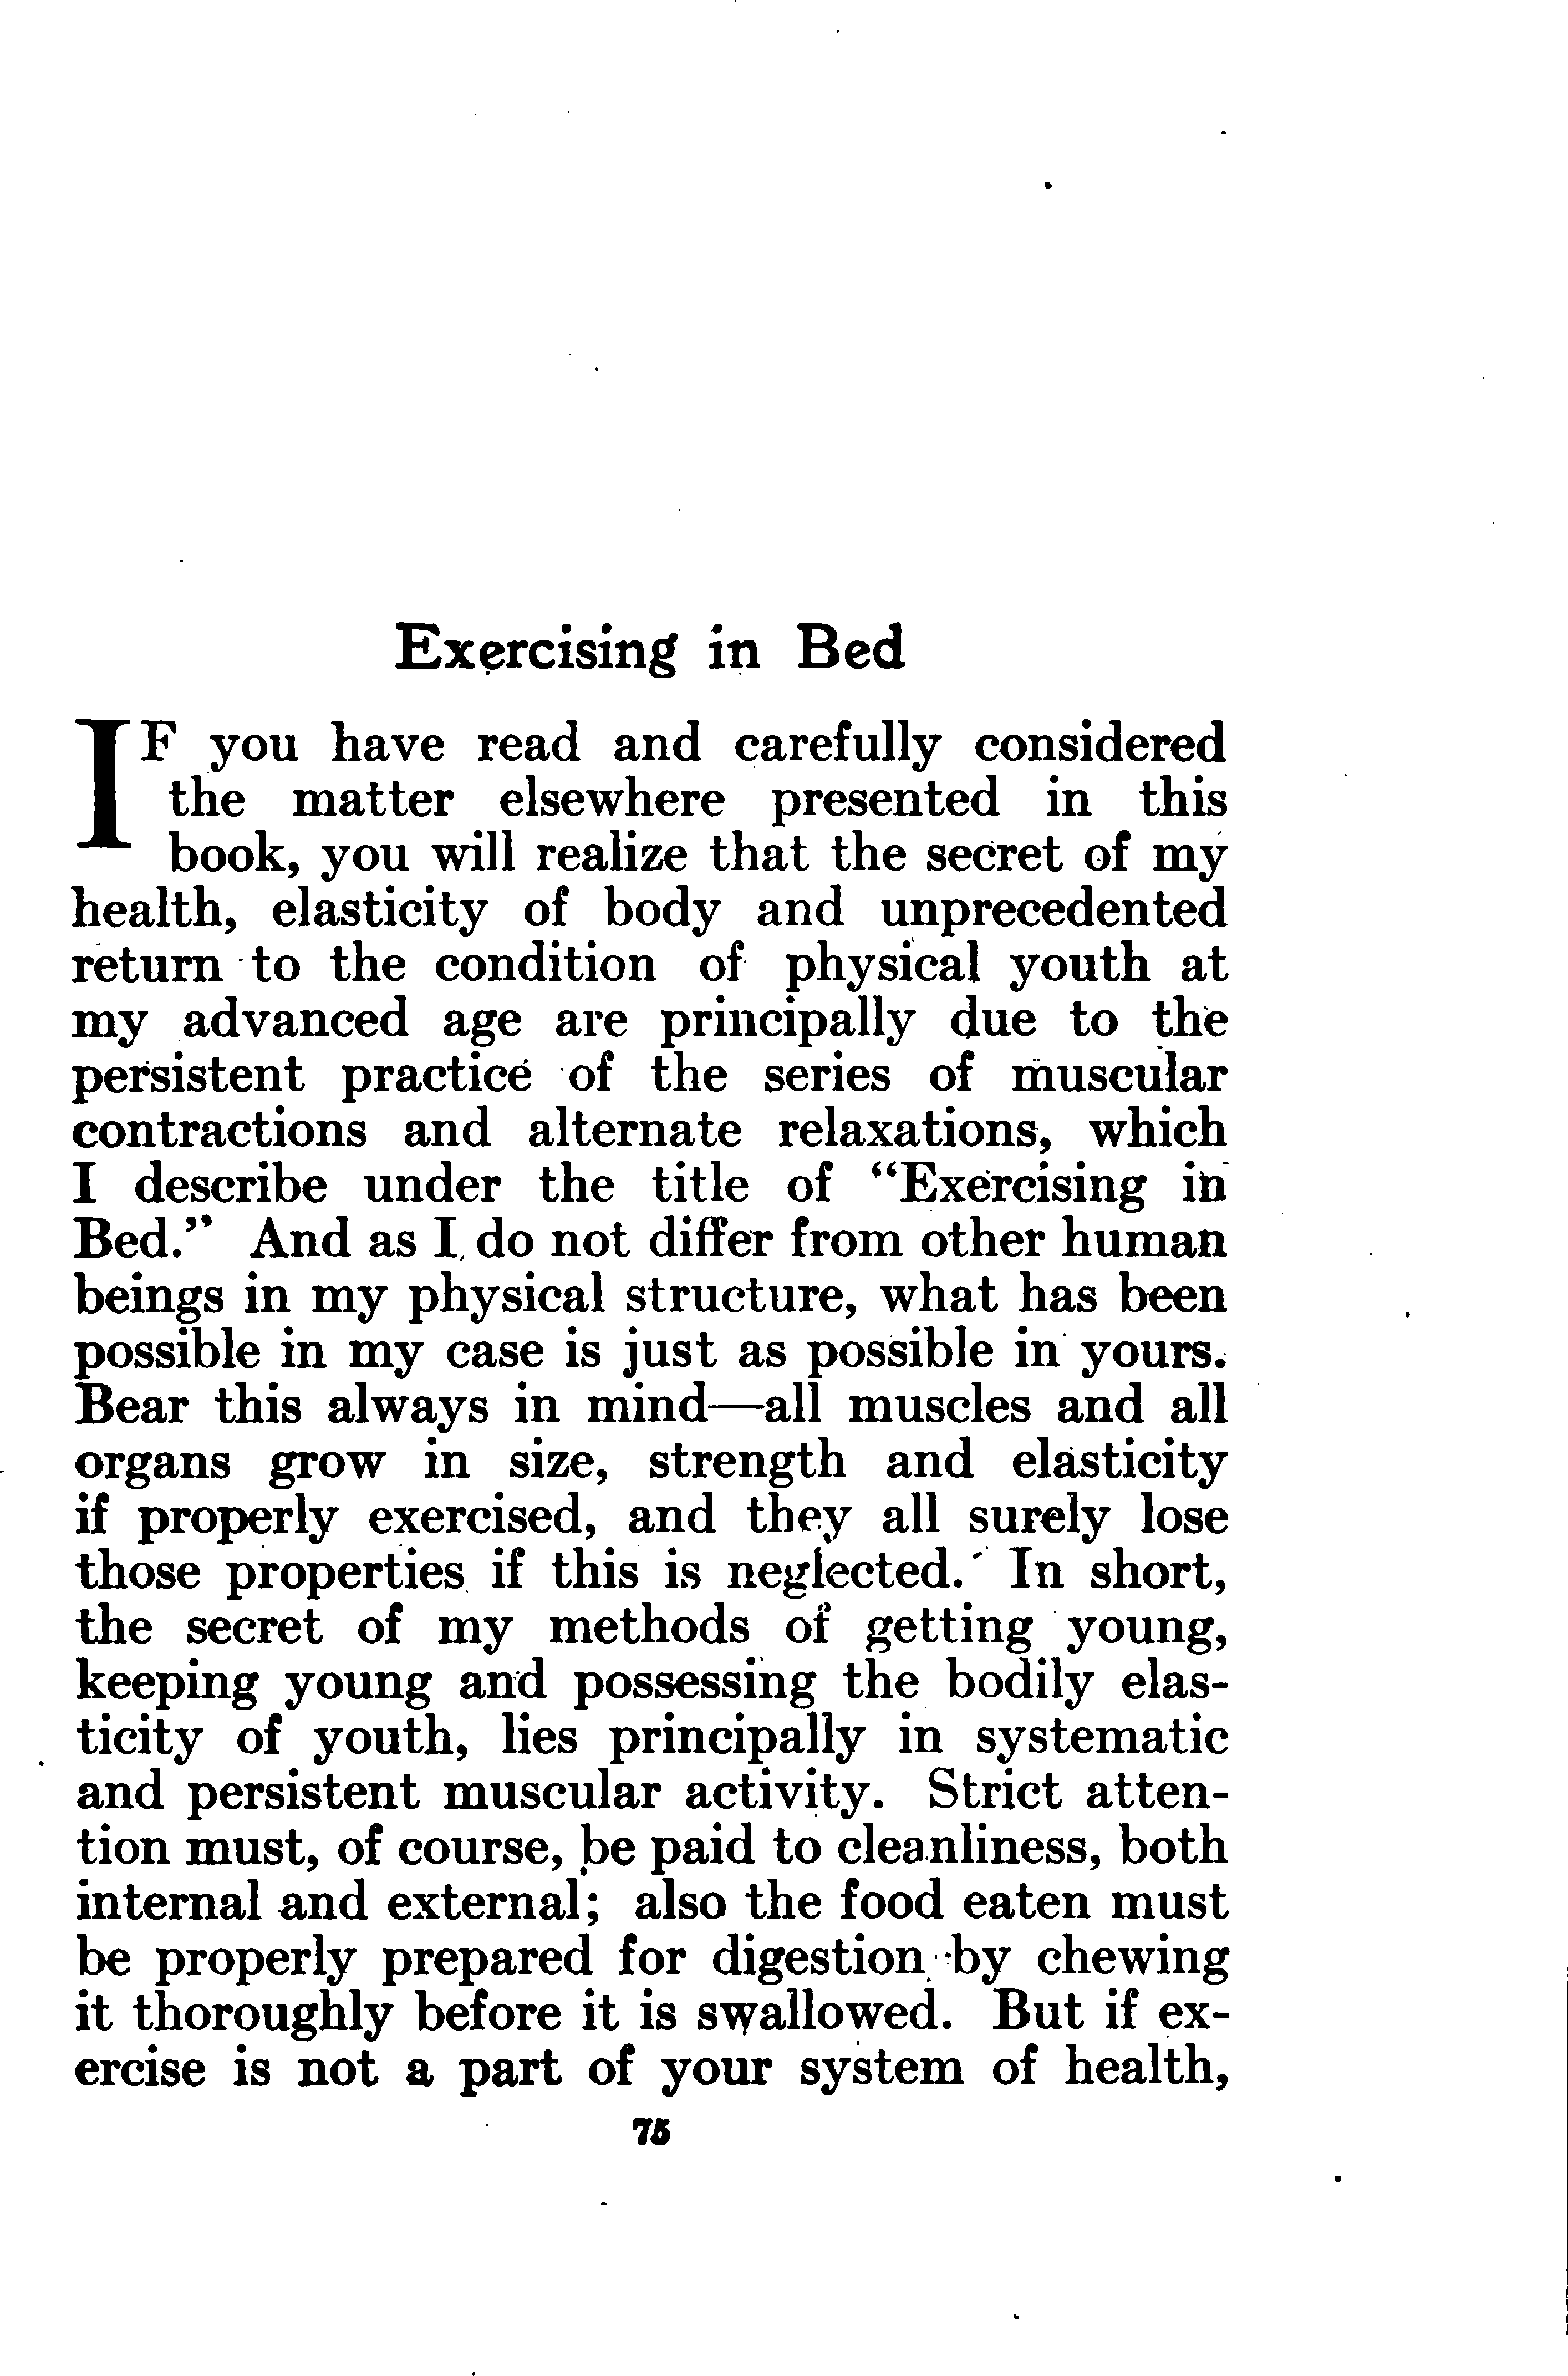 Exercising in Bed
IF you have read and carefully considered
the matter elsewhere presented in this
book, you will realize that the secret of my
health, elasticity of body and unprecedented
return to the condition of physical youth at
my advanced age are principally due to the
persistent practice of the series of muscular
contractions and alternate relaxations, which
I describe under the title of “Exercising in
Bed.” And as I do not differ from other human
beings in my physical structure, what has been
possible in my case is just as possible in yours.
Bear this always in mind—all muscles and all
organs grow in size, strength and elasticity
if properly exercised, and they all surely lose
those properties if this is neglected. In short,
the secret of my methods of getting young,
keeping young and possessing the bodily elas-
ticity of youth, lies principally in systematic
and persistent muscular activity. Strict atten-
tion must, of course, be paid to cleanliness, both
internal and external; also the food eaten must
be properly prepared for digestion by chewing
it thoroughly before it is swallowed. But if ex-
ercise is not a part of your system of health,
75